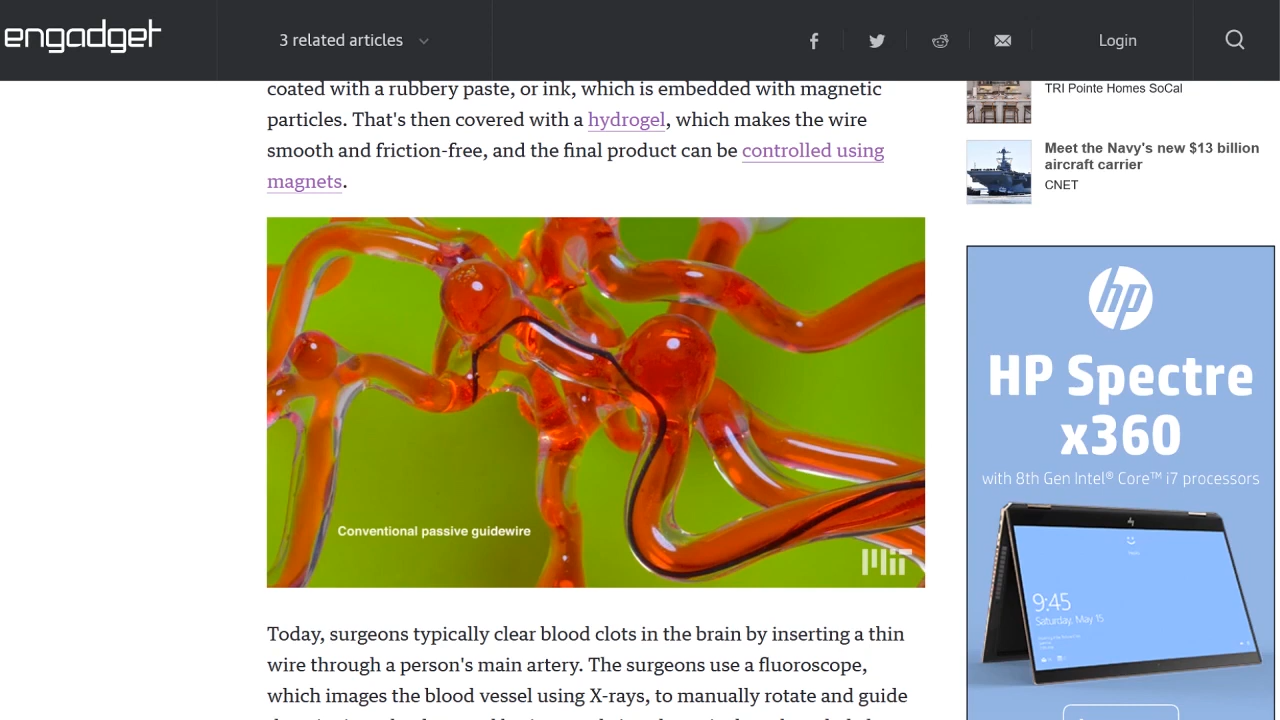 engadget
3 related articles
Login
coated with a rubbery paste, or ink, which is embedded with magnetic
particles. That's then covered with a hydrogel, which makes the wire
smooth and friction-free, and the final product can be controlled using
magnets.
Conventional passive guidewire
MIT
Today, surgeons typically clear blood clots in the brain by inserting a thin
wire through a person's main artery. The surgeons use a fluoroscope,
which images the blood vessel using X-rays, to manually rotate and guide
TRI Pointe Homes SoCal
Meet the Navy's new $13 billion
aircraft carrier
CNET
hp
HP Spectre
x360
with 8th Gen Intel® Core™ i7 processors
9:45
Saturday, May 15